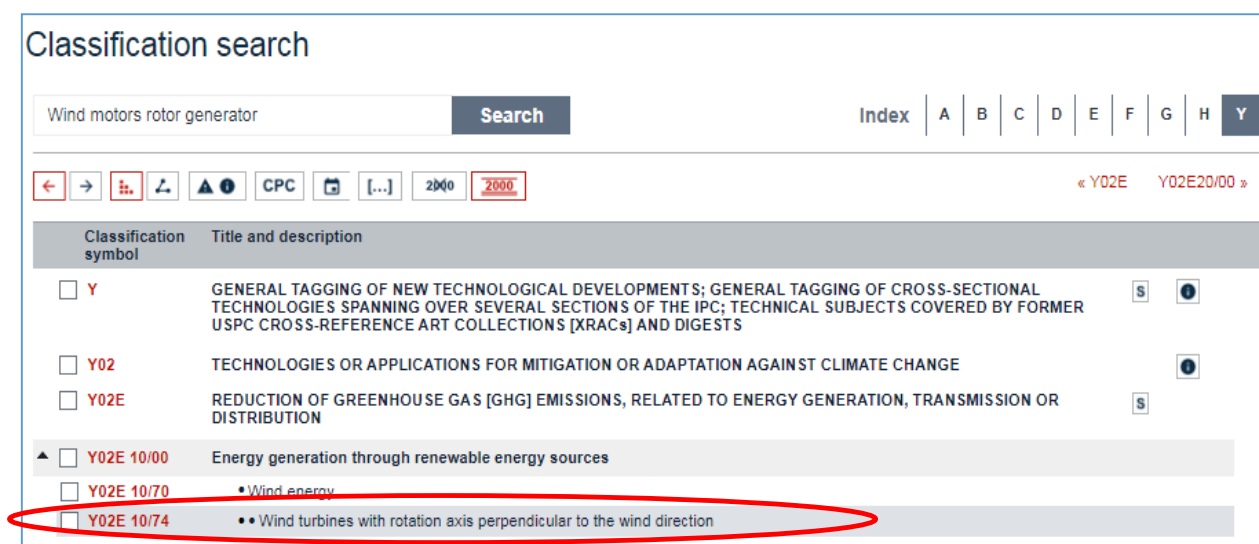 Classification search
Wind motors rotor generator Search Index A B C D E F G H Y
CPC [...] 2000 2000 « Y02E Y02E20/00 »
Classification symbol Title and description
Y GENERAL TAGGING OF NEW TECHNOLOGICAL DEVELOPMENTS; GENERAL TAGGING OF CROSS-SECTIONAL S i
TECHNOLOGIES SPANNING OVER SEVERAL SECTIONS OF THE IPC; TECHNICAL SUBJECTS COVERED BY FORMER
USPC CROSS-REFERENCE ART COLLECTIONS [XRACs] AND DIGESTS
Y02 TECHNOLOGIES OR APPLICATIONS FOR MITIGATION OR ADAPTATION AGAINST CLIMATE CHANGE i
Y02E REDUCTION OF GREENHOUSE GAS [GHG] EMISSIONS, RELATED TO ENERGY GENERATION, TRANSMISSION OR S
DISTRIBUTION
Y02E 10/00 Energy generation through renewable energy sources
Y02E 10/70 • Wind energy
Y02E 10/74 • • Wind turbines with rotation axis perpendicular to the wind direction